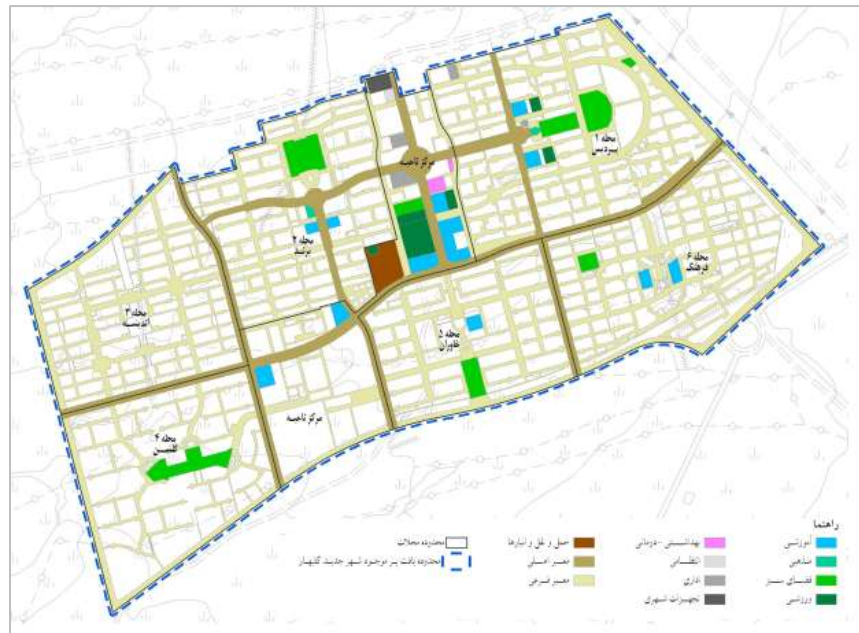 محله ۱
پردیس
مرکز ناحیه
محله ۲
محله ۶
فرهنگ
محله ۳
اندیشه
محله ۵
خاوران
مرکز ناحیه
محله ۴
گلشن
راهنما
آموزشی
مذهبی
فضای سبز
ورزشی
بهداشتی - درمانی
انتظامی
اداری
تجهیزات شهری
حمل و نقل و انبارها
معبر اصلی
معبر فرعی
محدوده محلات
محدوده بافت پر موجود شهر جدید گلبهار